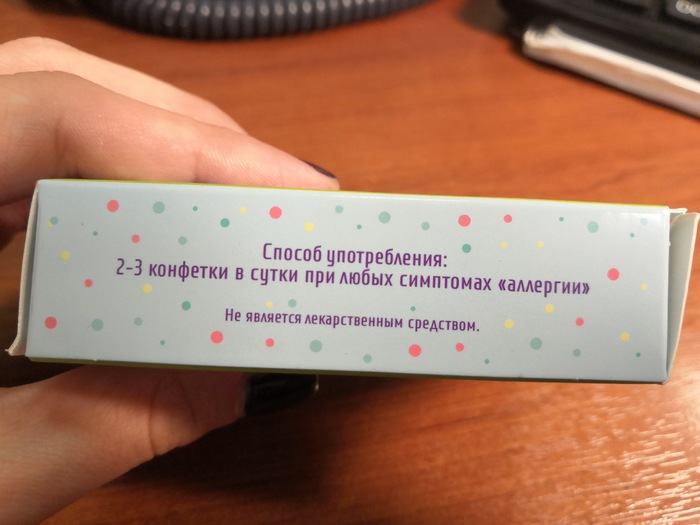 Способ употребления:
2-3 конфетки в сутки при любых симптомах «аллергии»
Не является лекарственным средством.